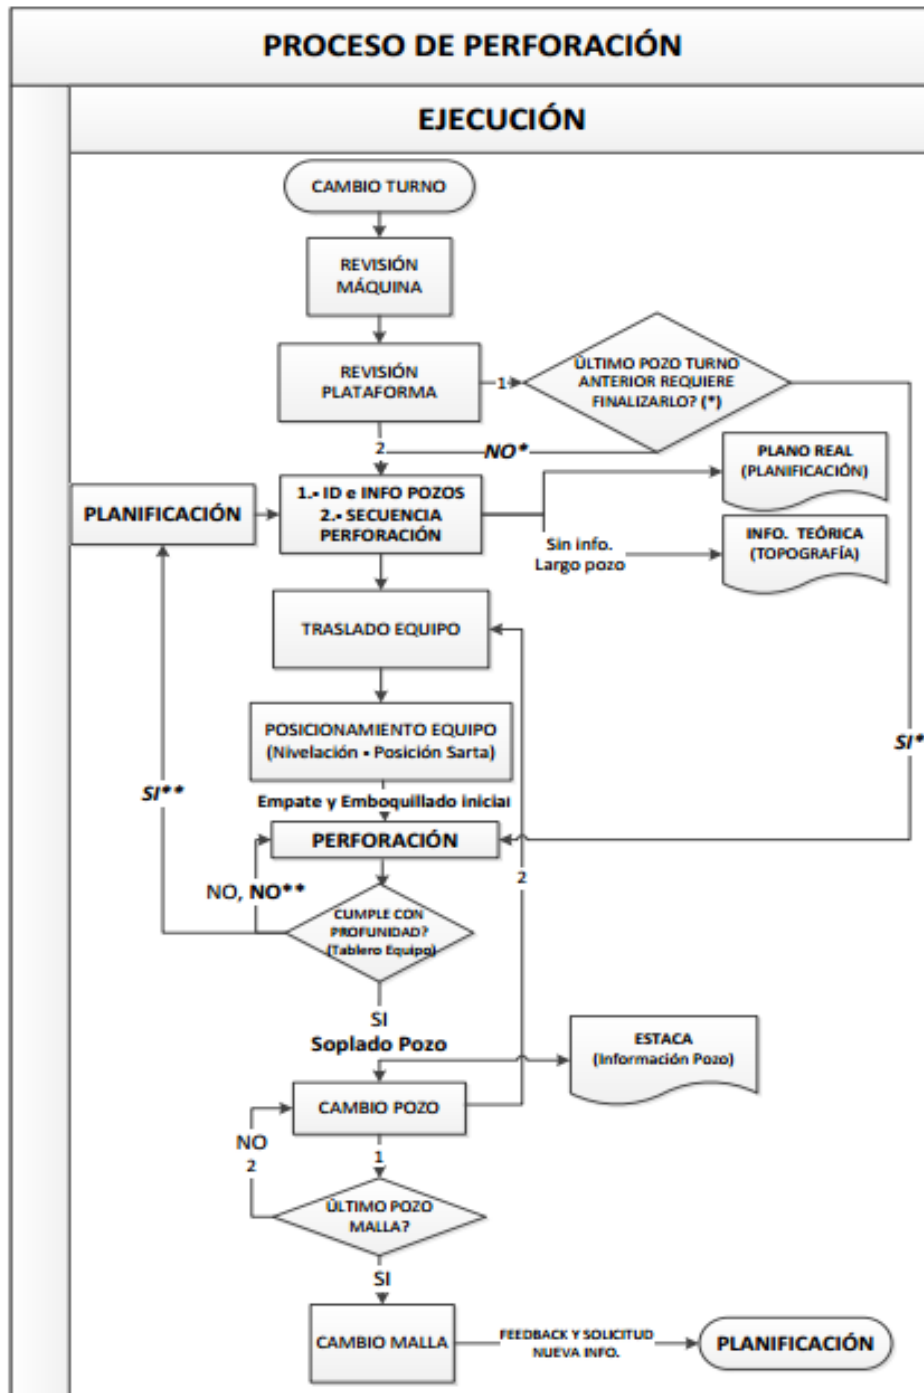 PROCESO DE PERFORACIÓN
EJECUCIÓN
CAMBIO TURNO
REVISIÓN
MÁQUINA
REVISIÓN
PLATAFORMA
1
ÚLTIMO POZO TURNO
ANTERIOR REQUIERE
FINALIZARLO? (*)
2
NO*
PLANO REAL
(PLANIFICACIÓN)
PLANIFICACIÓN
1.- ID e INFO POZOS
2.- SECUENCIA
PERFORACIÓN
Sin info.
Largo pozo
INFO. TEÓRICA
(TOPOGRAFÍA)
TRASLADO EQUIPO
POSICIONAMIENTO EQUIPO
(Nivelación - Posición Sarta)
SI*
SI**
Empate y Emboquillado inicial
PERFORACIÓN
2
NO, NO**
CUMPLE CON
PROFUNIDAD?
(Tablero Equipo)
SI
Soplado Pozo
ESTACA
(Información Pozo)
CAMBIO POZO
NO
2
1
ÚLTIMO POZO
MALLA?
SI
CAMBIO MALLA
FEEDBACK Y SOLICITUD
NUEVA INFO.
PLANIFICACIÓN